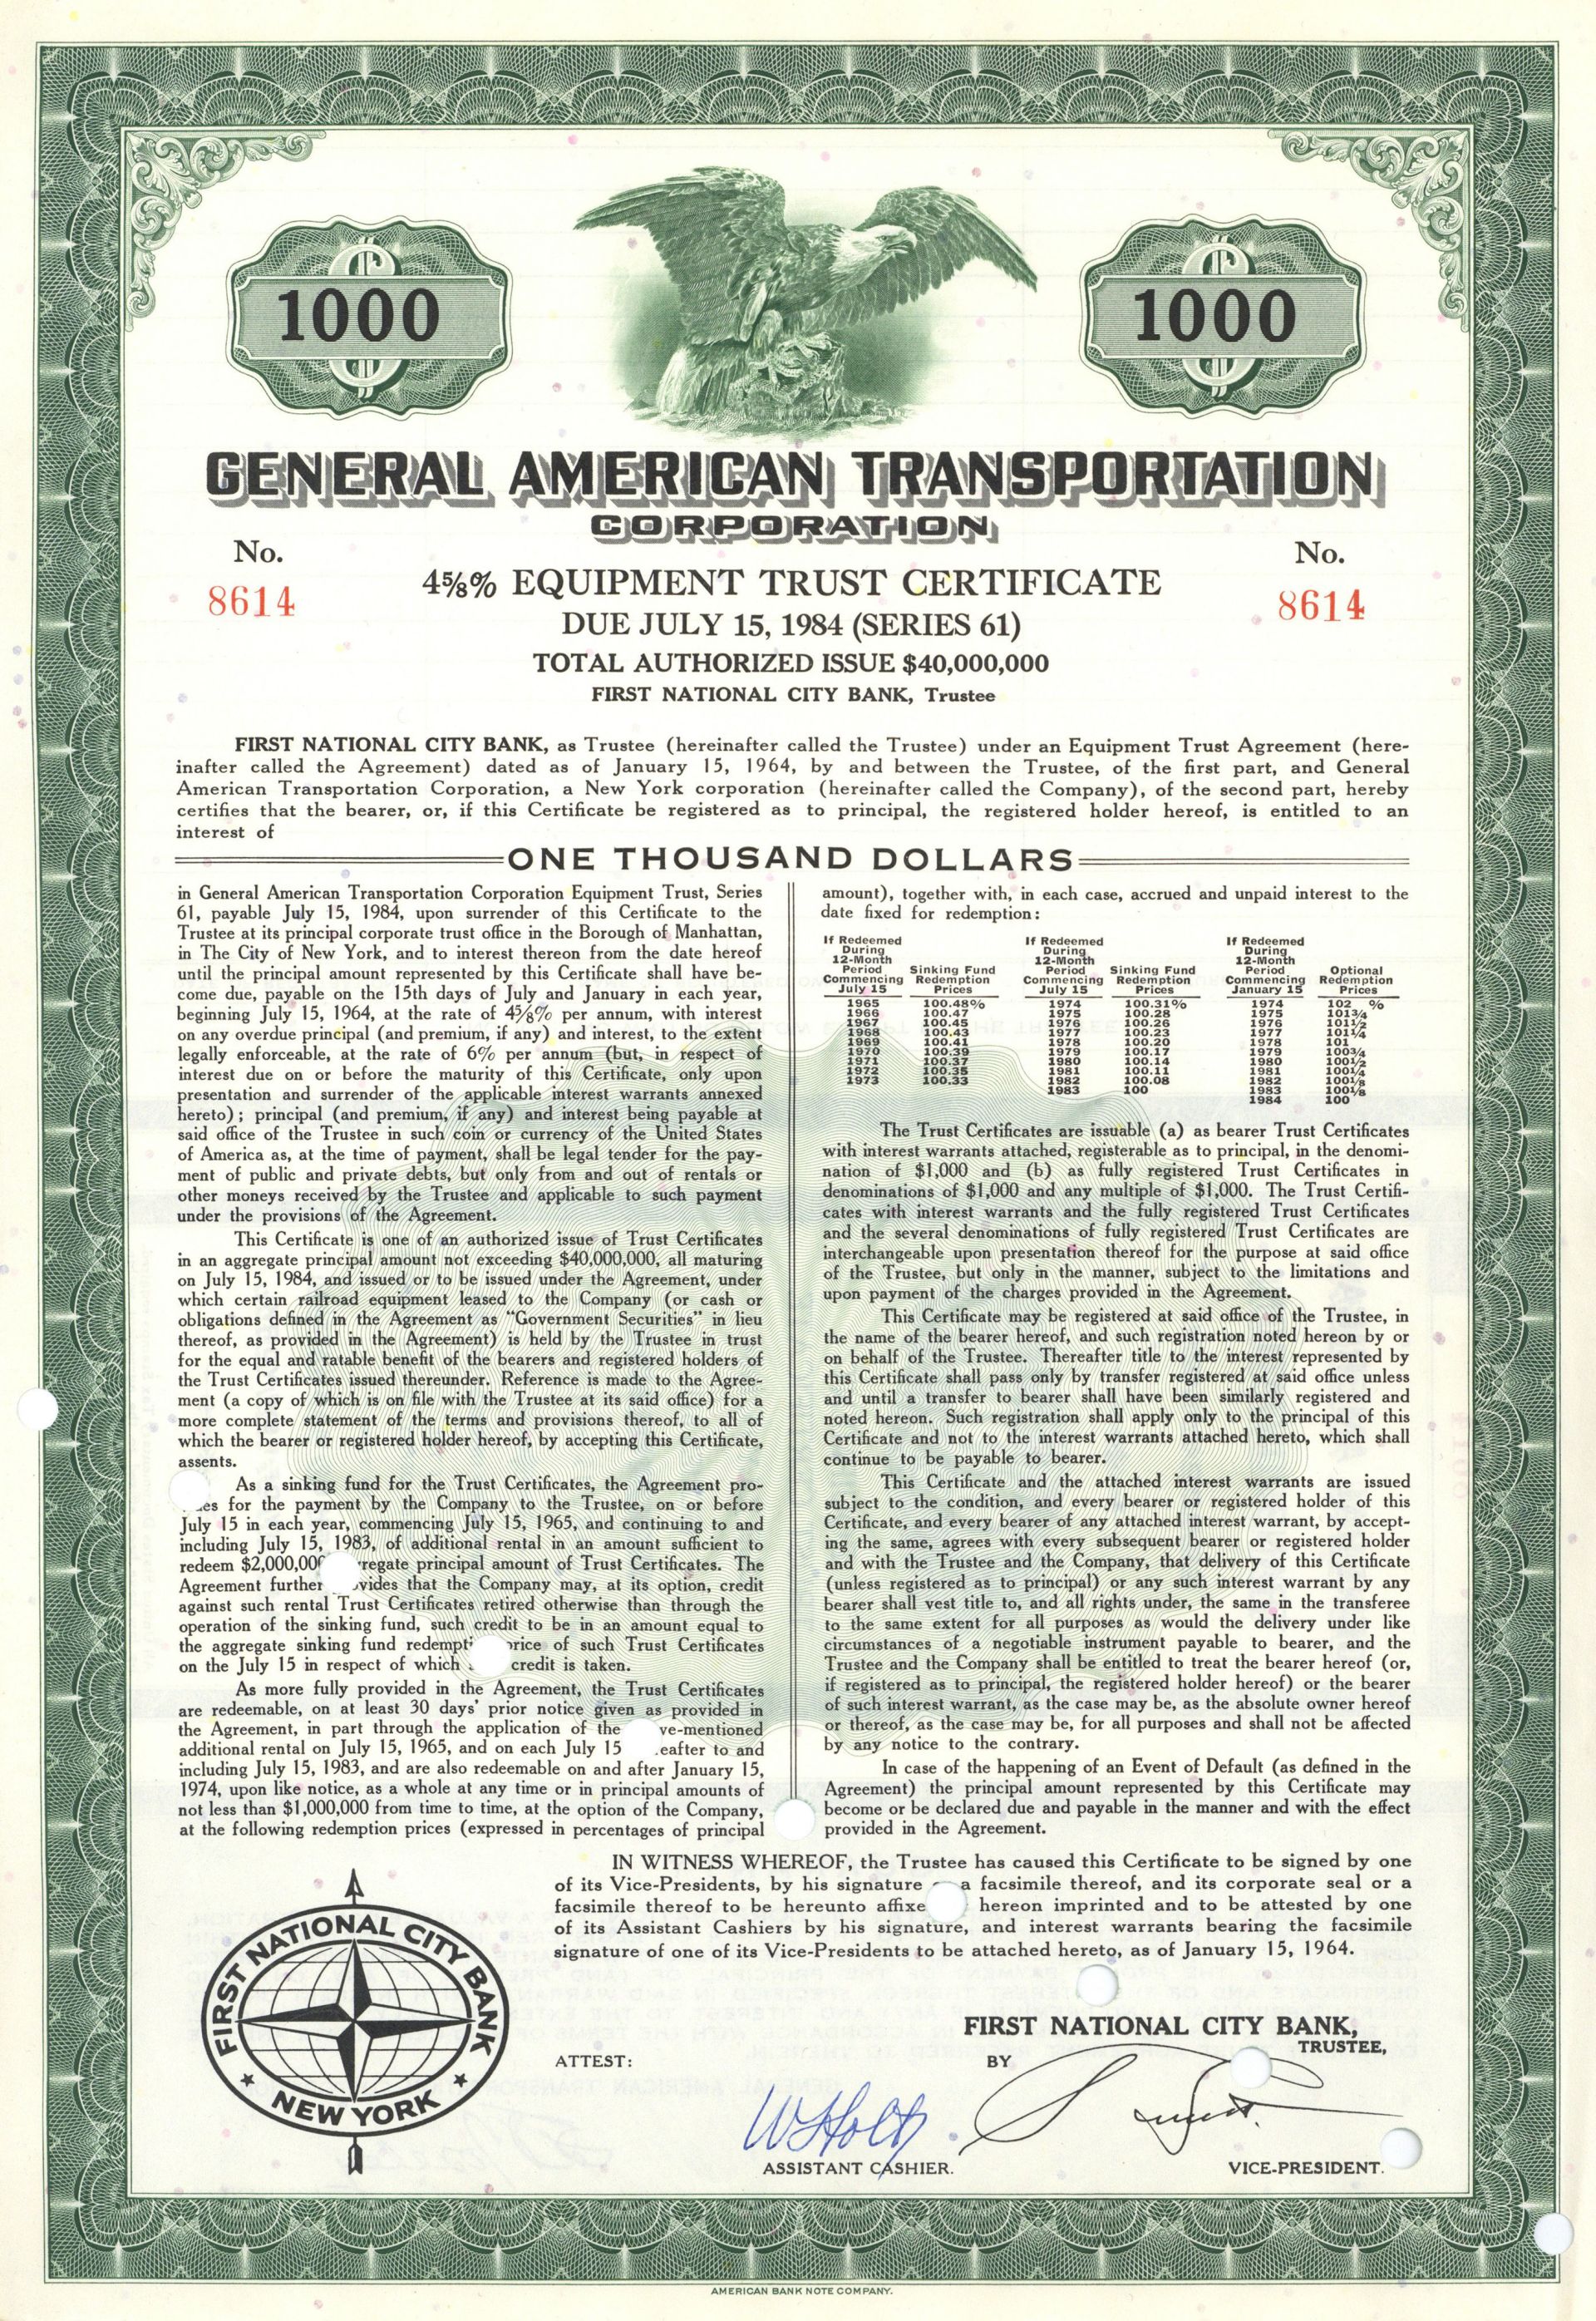 1000
1000
GENERAL AMERICAN TRANSPORTATION
CORPORATION
No.
8614
No.
8614
4⅝% EQUIPMENT TRUST CERTIFICATE
DUE JULY 15, 1984 (SERIES 61)
TOTAL AUTHORIZED ISSUE $40,000,000
FIRST NATIONAL CITY BANK, Trustee
FIRST NATIONAL CITY BANK, as Trustee (hereinafter called the Trustee) under an Equipment Trust Agreement (here-
inafter called the Agreement) dated as of January 15, 1964, by and between the Trustee, of the first part, and General
American Transportation Corporation, a New York corporation (hereinafter called the Company), of the second part, hereby
certifies that the bearer, or, if this Certificate be registered as to principal, the registered holder hereof, is entitled to an
interest of
ONE THOUSAND DOLLARS
in General American Transportation Corporation Equipment Trust, Series
61, payable July 15, 1984, upon surrender of this Certificate to the
Trustee at its principal corporate trust office in the Borough of Manhattan,
in The City of New York, and to interest thereon from the date hereof
until the principal amount represented by this Certificate shall have be-
come due, payable on the 15th days of July and January in each year,
beginning July 15, 1964, at the rate of 4⅝% per annum, with interest
on any overdue principal (and premium, if any) and interest, to the extent
legally enforceable, at the rate of 6% per annum (but, in respect of
interest due on or before the maturity of this Certificate, only upon
presentation and surrender of the applicable interest warrants annexed
hereto); principal (and premium, if any) and interest being payable at
said office of the Trustee in such coin or currency of the United States
of America as, at the time of payment, shall be legal tender for the pay-
ment of public and private debts, but only from and out of rentals or
other moneys received by the Trustee and applicable to such payment
under the provisions of the Agreement.
This Certificate is one of an authorized issue of Trust Certificates
in an aggregate principal amount not exceeding $40,000,000, all maturing
on July 15, 1984, and issued or to be issued under the Agreement, under
which certain railroad equipment leased to the Company (or cash or
obligations defined in the Agreement as "Government Securities" in lieu
thereof, as provided in the Agreement) is held by the Trustee in trust
for the equal and ratable benefit of the bearers and registered holders of
the Trust Certificates issued thereunder. Reference is made to the Agree-
ment (a copy of which is on file with the Trustee at its said office) for a
more complete statement of the terms and provisions thereof, to all of
which the bearer or registered holder hereof, by accepting this Certificate,
assents.
As a sinking fund for the Trust Certificates, the Agreement pro-
es for the payment by the Company to the Trustee, on or before
July 15 in each year, commencing July 15, 1965, and continuing to and
including July 15, 1983, of additional rental in an amount sufficient to
redeem $2,000,000 regate principal amount of Trust Certificates. The
Agreement further vides that the Company may, at its option, credit
against such rental Trust Certificates retired otherwise than through the
operation of the sinking fund, such credit to be in an amount equal to
the aggregate sinking fund redempti price of such Trust Certificates
on the July 15 in respect of which credit is taken.
As more fully provided in the Agreement, the Trust Certificates
are redeemable, on at least 30 days' prior notice given as provided in
the Agreement, in part through the application of the ve-mentioned
additional rental on July 15, 1965, and on each July 15 eafter to and
including July 15, 1983, and are also redeemable on and after January 15,
1974, upon like notice, as a whole at any time or in principal amounts of
not less than $1,000,000 from time to time, at the option of the Company,
at the following redemption prices (expressed in percentages of principal
amount), together with, in each case, accrued and unpaid interest to the
date fixed for redemption:
If Redeemed During 12-Month Period Commencing July 15 Sinking Fund Redemption Prices
1965 100.48%
1966 100.47
1967 100.45
1968 100.43
1969 100.41
1970 100.39
1971 100.37
1972 100.35
1973 100.33
If Redeemed During 12-Month Period Commencing July 15 Sinking Fund Redemption Prices
1974 100.31%
1975 100.28
1976 100.26
1977 100.23
1978 100.20
1979 100.17
1980 100.14
1981 100.11
1982 100.08
1983 100
If Redeemed During 12-Month Period Commencing January 15 Optional Redemption Prices
1974 102 %
1975 101¾
1976 101½
1977 101¼
1978 101
1979 100¾
1980 100½
1981 100¼
1982 100⅛
1983 100⅛
1984 100
The Trust Certificates are issuable (a) as bearer Trust Certificates
with interest warrants attached, registerable as to principal, in the denomi-
nation of $1,000 and (b) as fully registered Trust Certificates in
denominations of $1,000 and any multiple of $1,000. The Trust Certifi-
cates with interest warrants and the fully registered Trust Certificates
and the several denominations of fully registered Trust Certificates are
interchangeable upon presentation thereof for the purpose at said office
of the Trustee, but only in the manner, subject to the limitations and
upon payment of the charges provided in the Agreement.
This Certificate may be registered at said office of the Trustee, in
the name of the bearer hereof, and such registration noted hereon by or
on behalf of the Trustee. Thereafter title to the interest represented by
this Certificate shall pass only by transfer registered at said office unless
and until a transfer to bearer shall have been similarly registered and
noted hereon. Such registration shall apply only to the principal of this
Certificate and not to the interest warrants attached hereto, which shall
continue to be payable to bearer.
This Certificate and the attached interest warrants are issued
subject to the condition, and every bearer or registered holder of this
Certificate, and every bearer of any attached interest warrant, by accept-
ing the same, agrees with every subsequent bearer or registered holder
and with the Trustee and the Company, that delivery of this Certificate
(unless registered as to principal) or any such interest warrant by any
bearer shall vest title to, and all rights under, the same in the transferee
to the same extent for all purposes as would the delivery under like
circumstances of a negotiable instrument payable to bearer, and the
Trustee and the Company shall be entitled to treat the bearer hereof (or,
if registered as to principal, the registered holder hereof) or the bearer
of such interest warrant, as the case may be, as the absolute owner hereof
or thereof, as the case may be, for all purposes and shall not be affected
by any notice to the contrary.
In case of the happening of an Event of Default (as defined in the
Agreement) the principal amount represented by this Certificate may
become or be declared due and payable in the manner and with the effect
provided in the Agreement.
IN WITNESS WHEREOF, the Trustee has caused this Certificate to be signed by one
of its Vice-Presidents, by his signature a facsimile thereof, and its corporate seal or a
facsimile thereof to be hereunto affixe hereon imprinted and to be attested by one
of its Assistant Cashiers by his signature, and interest warrants bearing the facsimile
signature of one of its Vice-Presidents to be attached hereto, as of January 15, 1964.
FIRST NATIONAL CITY BANK
NEW YORK
FIRST NATIONAL CITY BANK,
TRUSTEE,
ATTEST:
BY
W Holt
ASSISTANT CASHIER.
VICE-PRESIDENT.
AMERICAN BANK NOTE COMPANY.